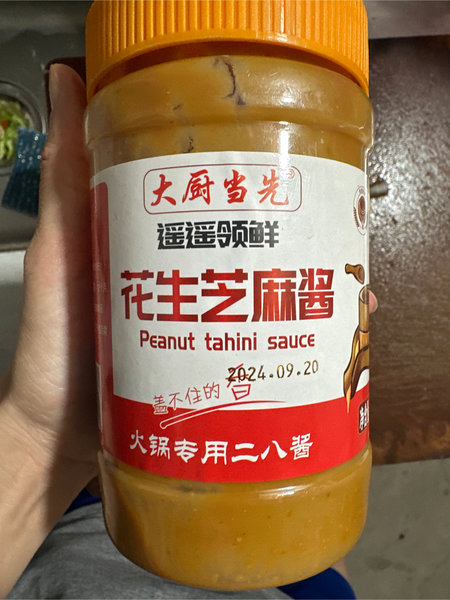 大厨当先®
遥遥领鲜
花生芝麻酱
Peanut tahini sauce
2024.09.20
盖不住的香
火锅专用二八酱